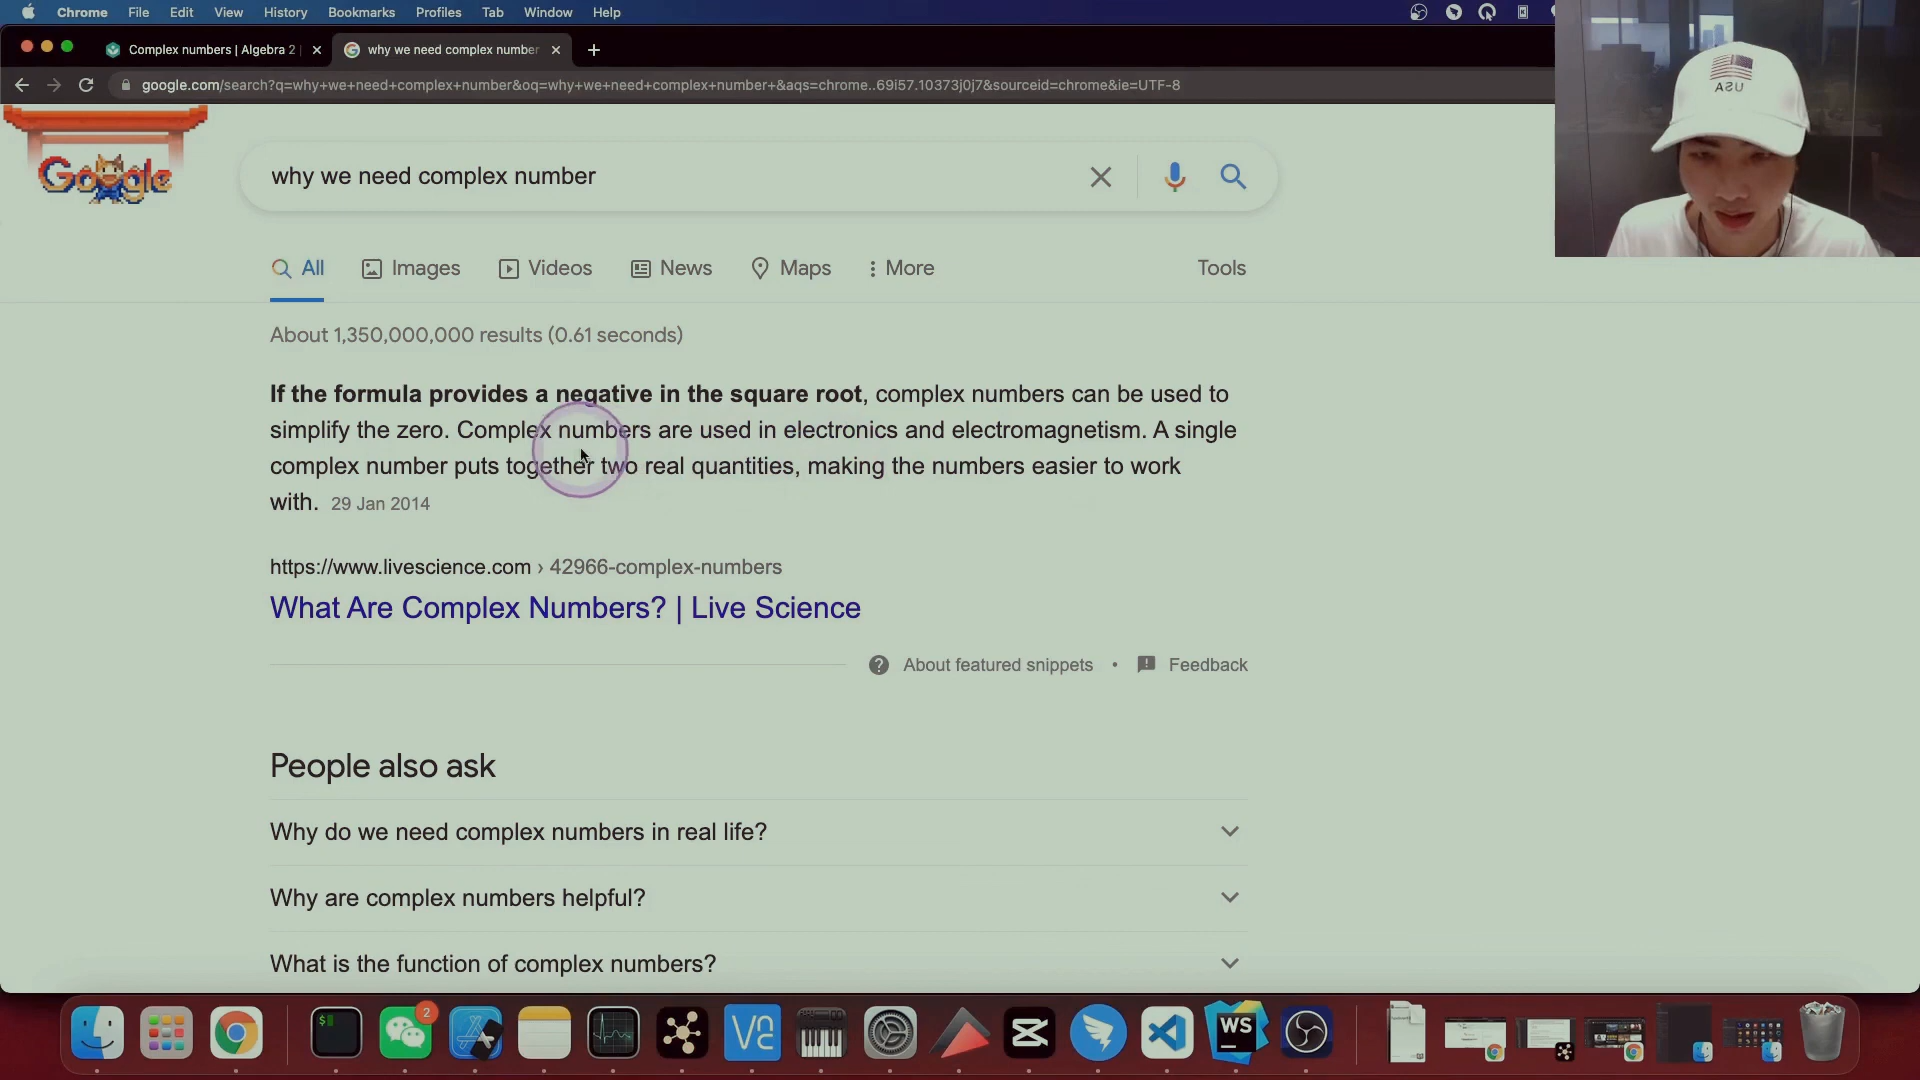 Chrome File Edit View History Bookmarks Profiles Tab Window Help
Complex numbers | Algebra 2
why we need complex number
google.com/search?q=why+we+need+complex+number&oq=why+we+need+complex+number+&aqs=chrome..69i57.10373j0j7&sourceid=chrome&ie=UTF-8
USA
Google
why we need complex number
All Images Videos News Maps More Tools
About 1,350,000,000 results (0.61 seconds)
If the formula provides a negative in the square root, complex numbers can be used to
simplify the zero. Complex numbers are used in electronics and electromagnetism. A single
complex number puts together two real quantities, making the numbers easier to work
with. 29 Jan 2014
https://www.livescience.com › 42966-complex-numbers
What Are Complex Numbers? | Live Science
About featured snippets • Feedback
People also ask
Why do we need complex numbers in real life?
Why are complex numbers helpful?
What is the function of complex numbers?
$
2
V2
WS